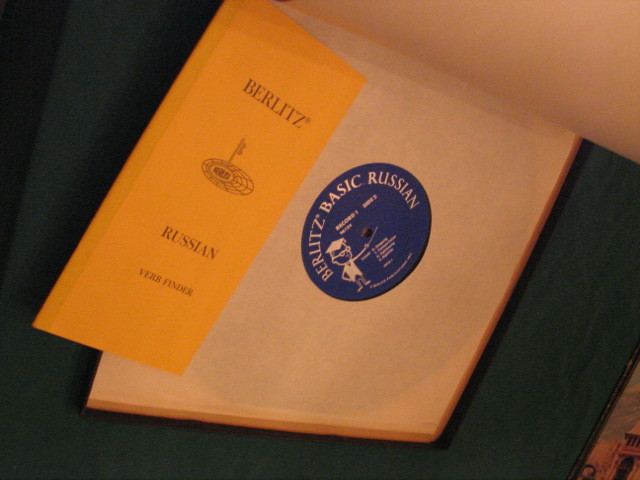 BERLITZ®
RUSSIAN
VERB FINDER
BERLITZ® BASIC RUSSIAN
RECORD 1 SIDE 2